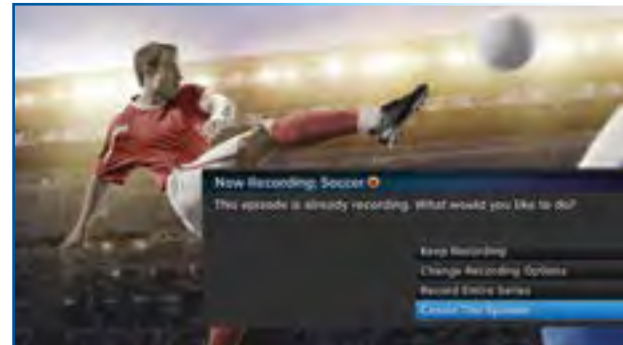 Now Recording: Soccer
This episode is already recording. What would you like to do?
Keep Recording
Change Recording Options
Record Entire Series
Cancel This Episode